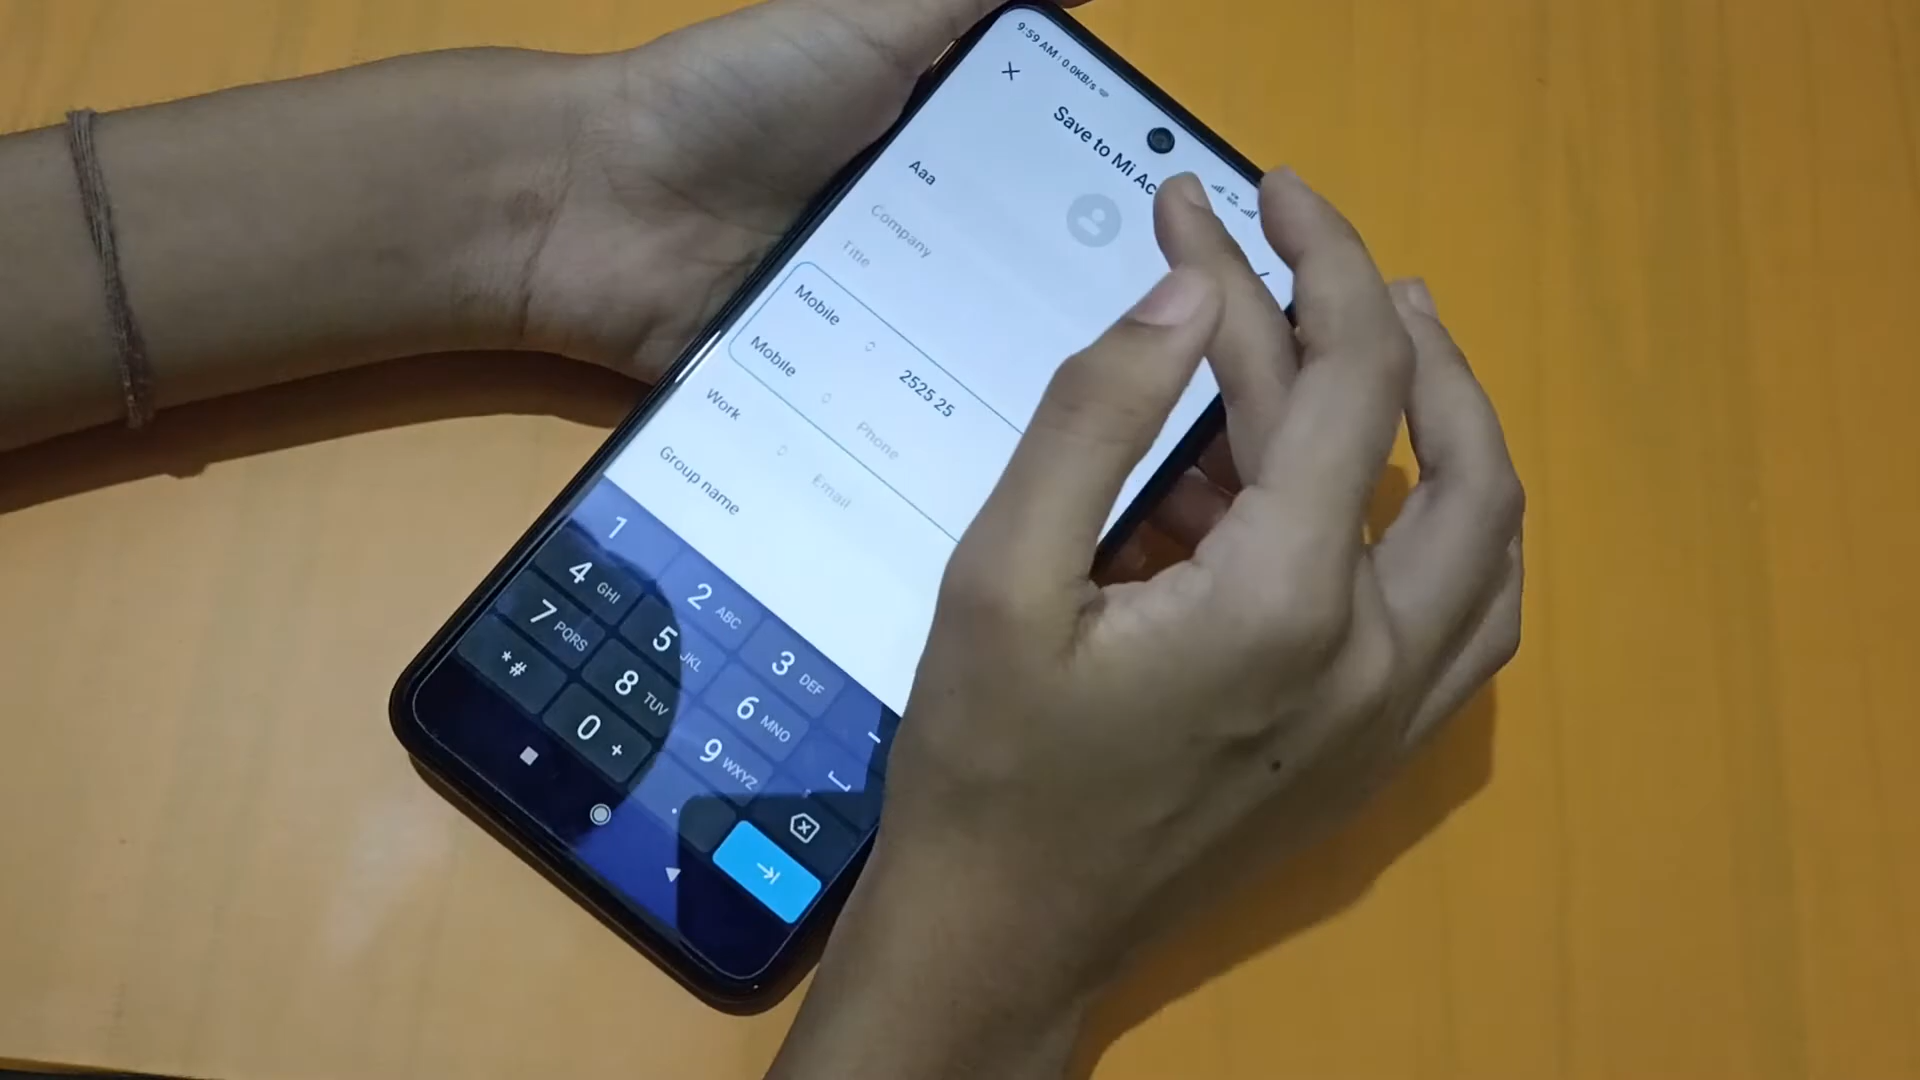 9:59 AM | 0.0KB/s
Save to Mi Ac
Aaa
Company
Title
Mobile 2525 25
Mobile Phone
Work Email
Group name
1 2 ABC 3 DEF -
4 GHI 5 JKL 6 MNO
7 PQRS 8 TUV 9 WXYZ
*# 0 + .